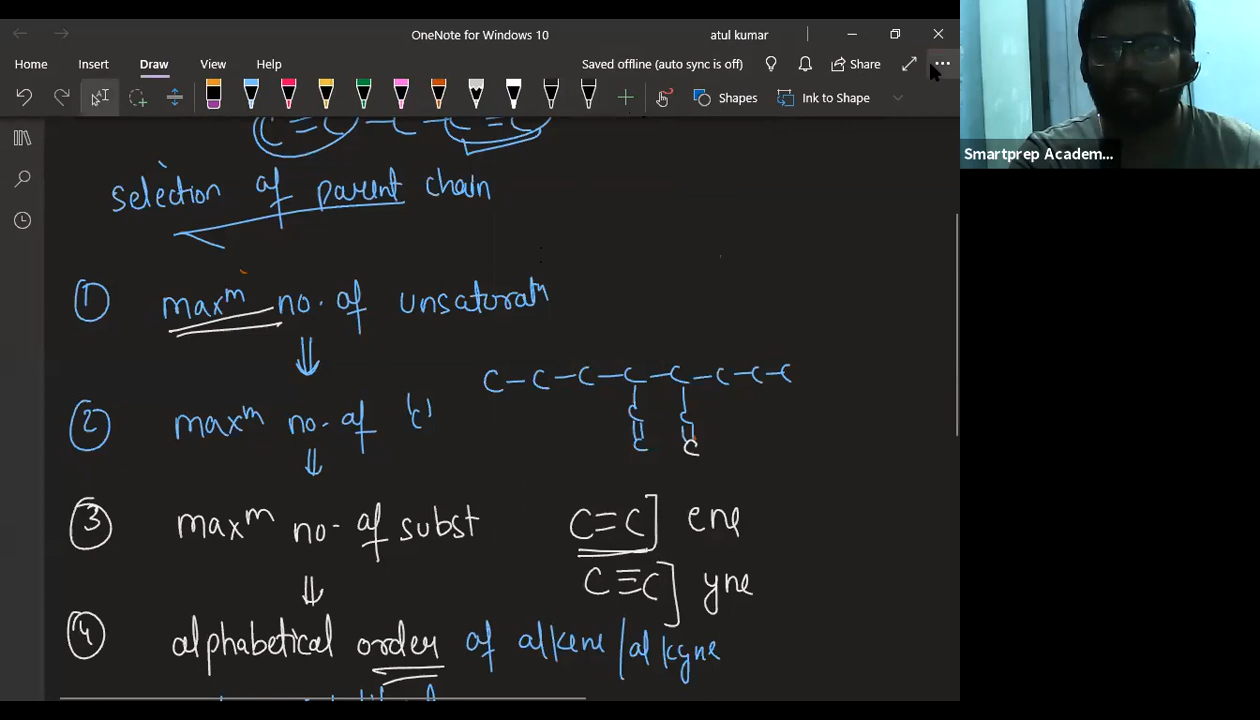 OneNote for Windows 10
atul kumar
Home Insert Draw View Help
Saved offline (auto sync is off)
Share
Shapes
Ink to Shape
Smartprep Academ...
C≡C-C-C=C
selection of parent chain
① maxᵐ no. of unsaturatⁿ
② maxᵐ no. of 'C'
C-C-C-C-C-C-C-C
C C
|| ||
C C
③ maxᵐ no. of subst
C=C] ene
C≡C] yne
④ alphabetical order of alkene/alkyne